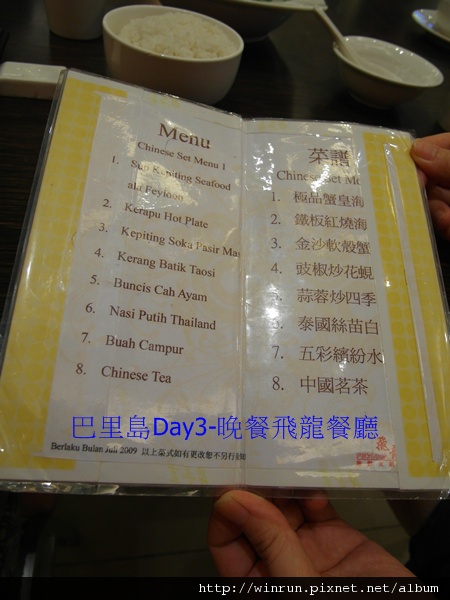 Menu
Chinese Set Menu 1
1. Sup Kepiting Seafood
ala Feyloon
2. Kerapu Hot Plate
3. Kepiting Soka Pasir Mas
4. Kerang Batik Taosi
5. Buncis Cah Ayam
6. Nasi Putih Thailand
7. Buah Campur
8. Chinese Tea
Berlaku Bulan Juli 2009 以上菜式如有更改恕不另行
菜譜
Chinese Set
1. 極品蟹皇海
2. 鐵板紅燒海
3. 金沙軟殼蟹
4. 豉椒炒花蜆
5. 蒜蓉炒四季
6. 泰國絲苗白
7. 五彩繽紛水
8. 中國茗茶
巴里島Day3-晚餐飛龍餐廳
http://winrun.pixnet.net/album